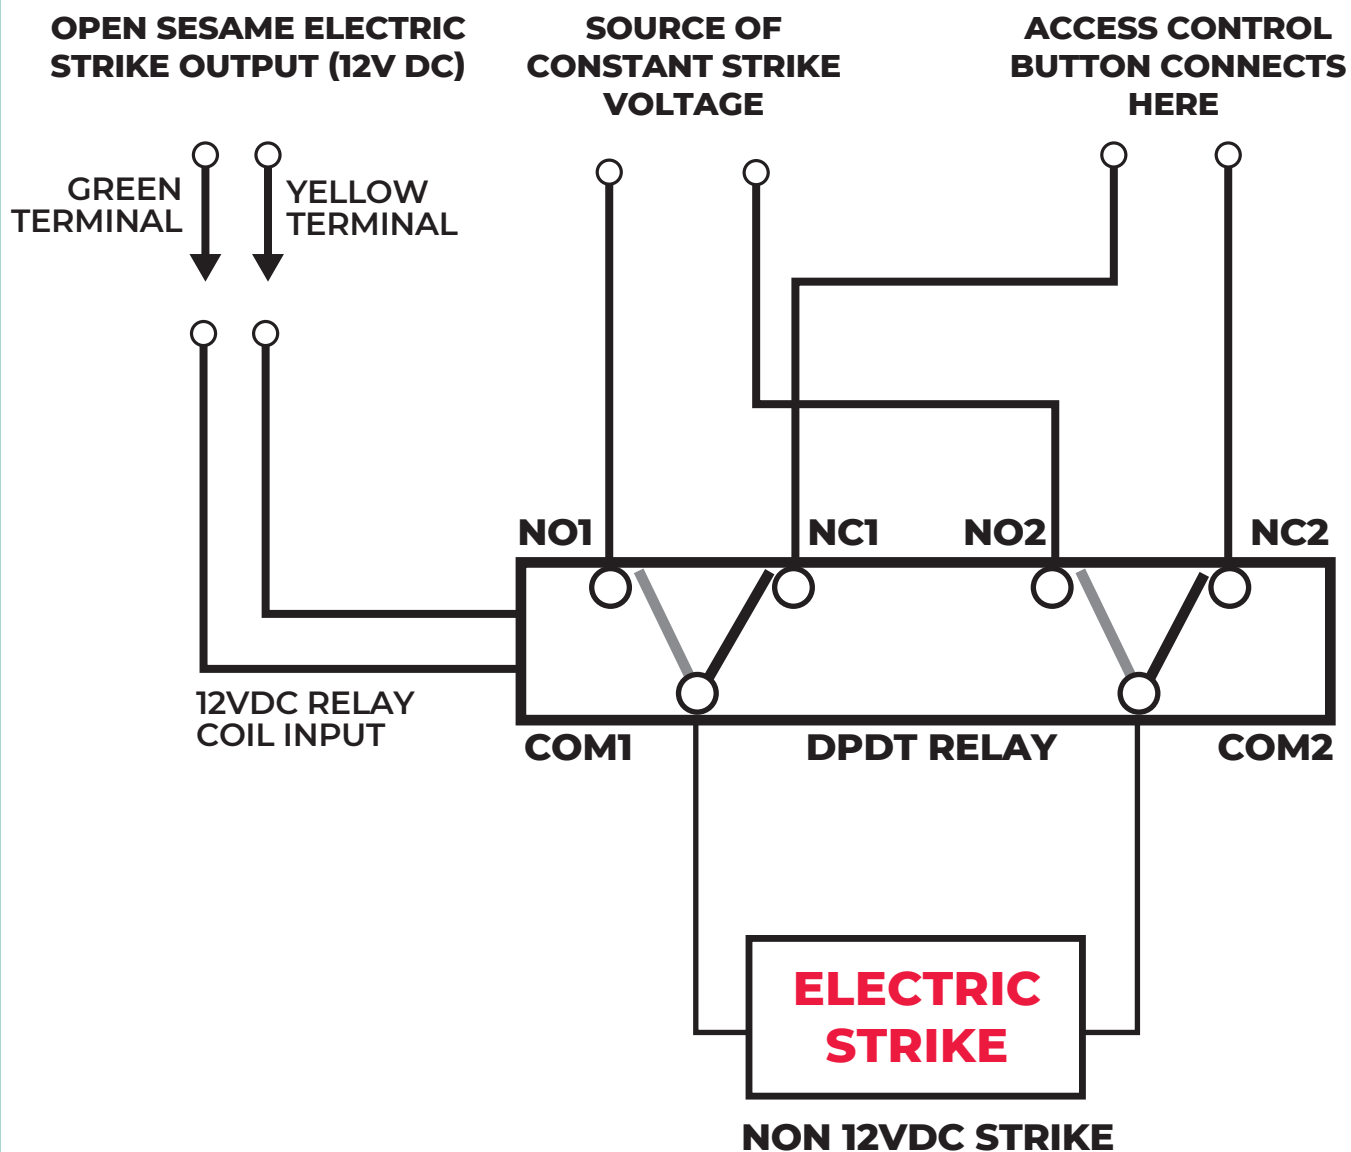 OPEN SESAME ELECTRIC
STRIKE OUTPUT (12V DC)
SOURCE OF
CONSTANT STRIKE
VOLTAGE
ACCESS CONTROL
BUTTON CONNECTS
HERE
GREEN
TERMINAL
YELLOW
TERMINAL
NO1
NC1
NO2
NC2
12VDC RELAY
COIL INPUT
COM1
DPDT RELAY
COM2
ELECTRIC
STRIKE
NON 12VDC STRIKE